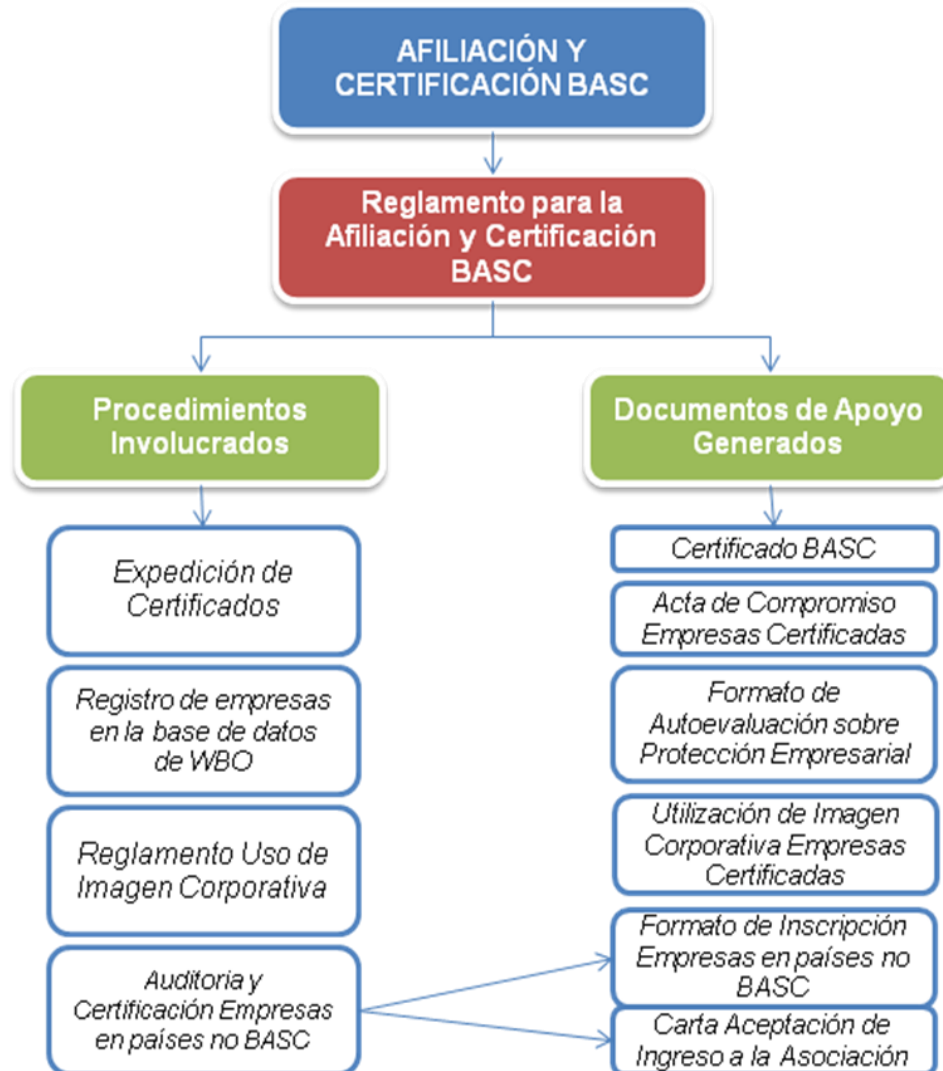 AFILIACIÓN Y
CERTIFICACIÓN BASC
Reglamento para la
Afiliación y Certificación
BASC
Procedimientos
Involucrados
Expedición de
Certificados
Registro de empresas
en la base de datos
de WBO
Reglamento Uso de
Imagen Corporativa
Auditoria y
Certificación Empresas
en países no BASC
Documentos de Apoyo
Generados
Certificado BASC
Acta de Compromiso
Empresas Certificadas
Formato de
Autoevaluación sobre
Protección Empresarial
Utilización de Imagen
Corporativa Empresas
Certificadas
Formato de Inscripción
Empresas en países no
BASC
Carta Aceptación de
Ingreso a la Asociación